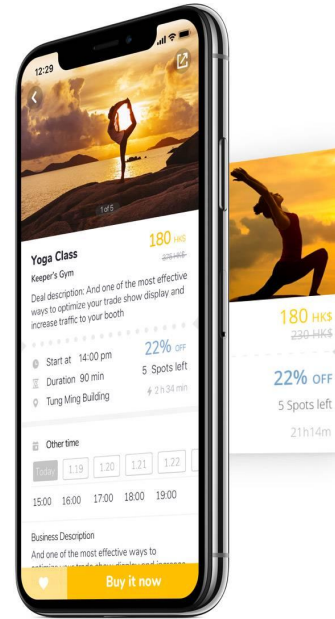 12:29
1 of 5
Yoga Class
180 HK$
Keeper's Gym
Deal description: And one of the most effective
ways to optimize your trade show display and
increase traffic to your booth
Start at 14:00 pm
22% OFF
Duration 90 min
5 Spots left
Tung Ming Building
2 h 34 min
Other time
Today 1.19 1.20 1.21 1.22
15:00 16:00 17:00 18:00 19:00
Business Description
And one of the most effective ways to
Buy it now
180 HK$
230 HK$
22% OFF
5 Spots left
21h14m